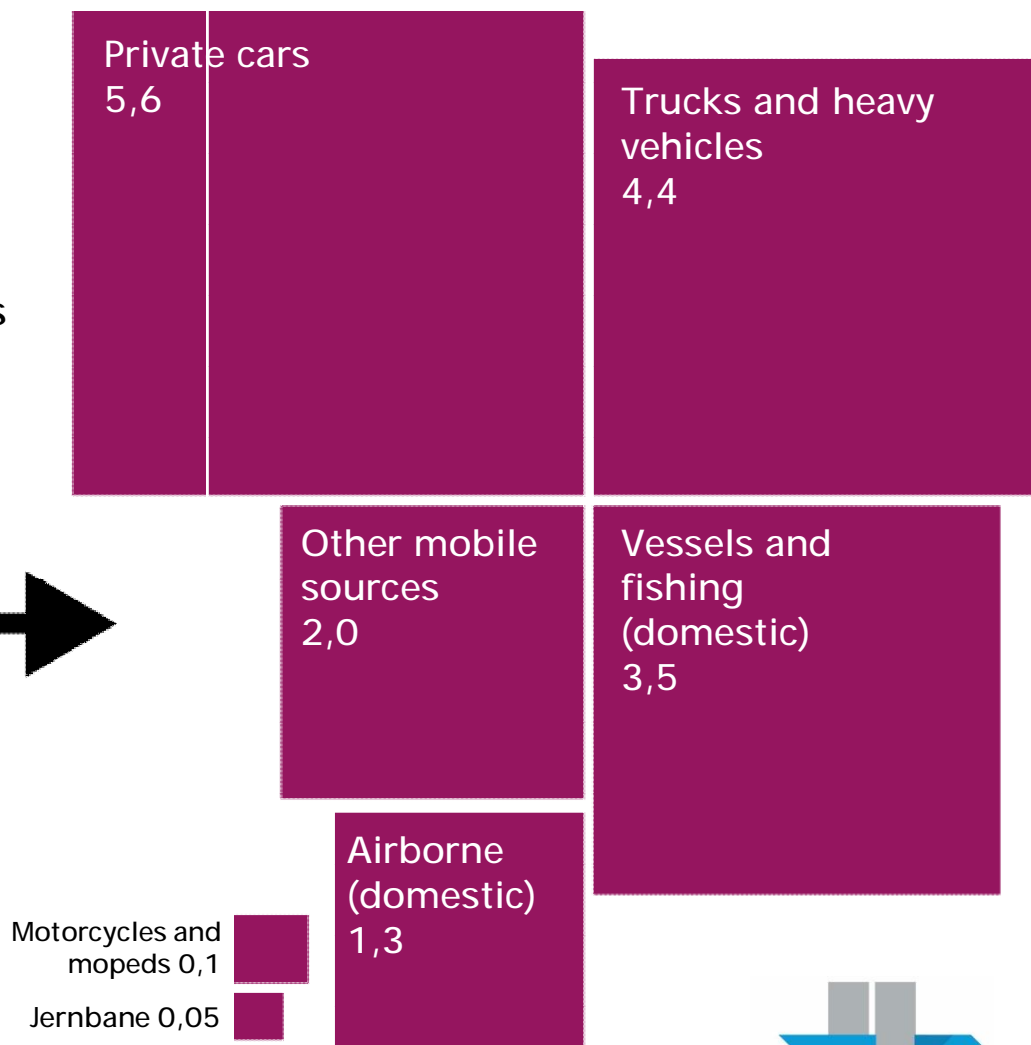 Private cars
5,6
Trucks and heavy
vehicles
4,4
s
Other mobile
sources
2,0
Vessels and
fishing
(domestic)
3,5
Airborne
(domestic)
1,3
Motorcycles and
mopeds 0,1
Jernbane 0,05